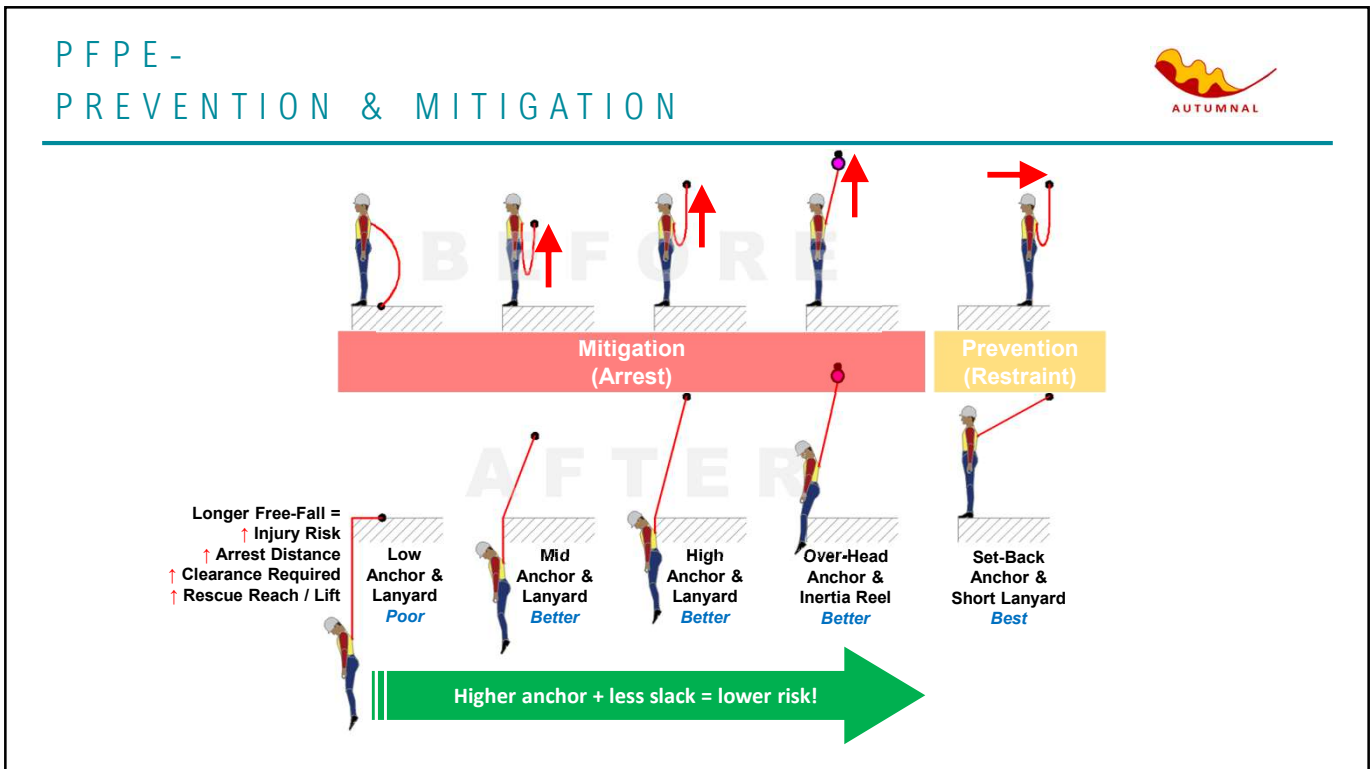 PFPE-
PREVENTION & MITIGATION
AUTUMNAL
BEFORE
Mitigation
(Arrest)
Prevention
(Restraint)
AFTER
Longer Free-Fall =
↑ Injury Risk
↑ Arrest Distance
↑ Clearance Required
↑ Rescue Reach / Lift
Low
Anchor &
Lanyard
Poor
Mid
Anchor &
Lanyard
Better
High
Anchor &
Lanyard
Better
Over-Head
Anchor &
Inertia Reel
Better
Set-Back
Anchor &
Short Lanyard
Best
Higher anchor + less slack = lower risk!